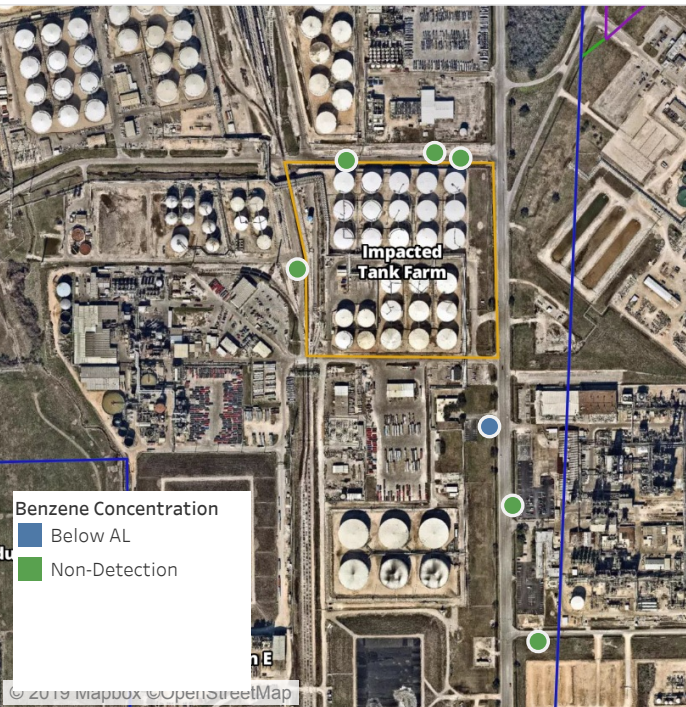 Impacted
Tank Farm
Benzene Concentration
Below AL
Non-Detection
© 2019 Mapbox ©OpenStreetMap